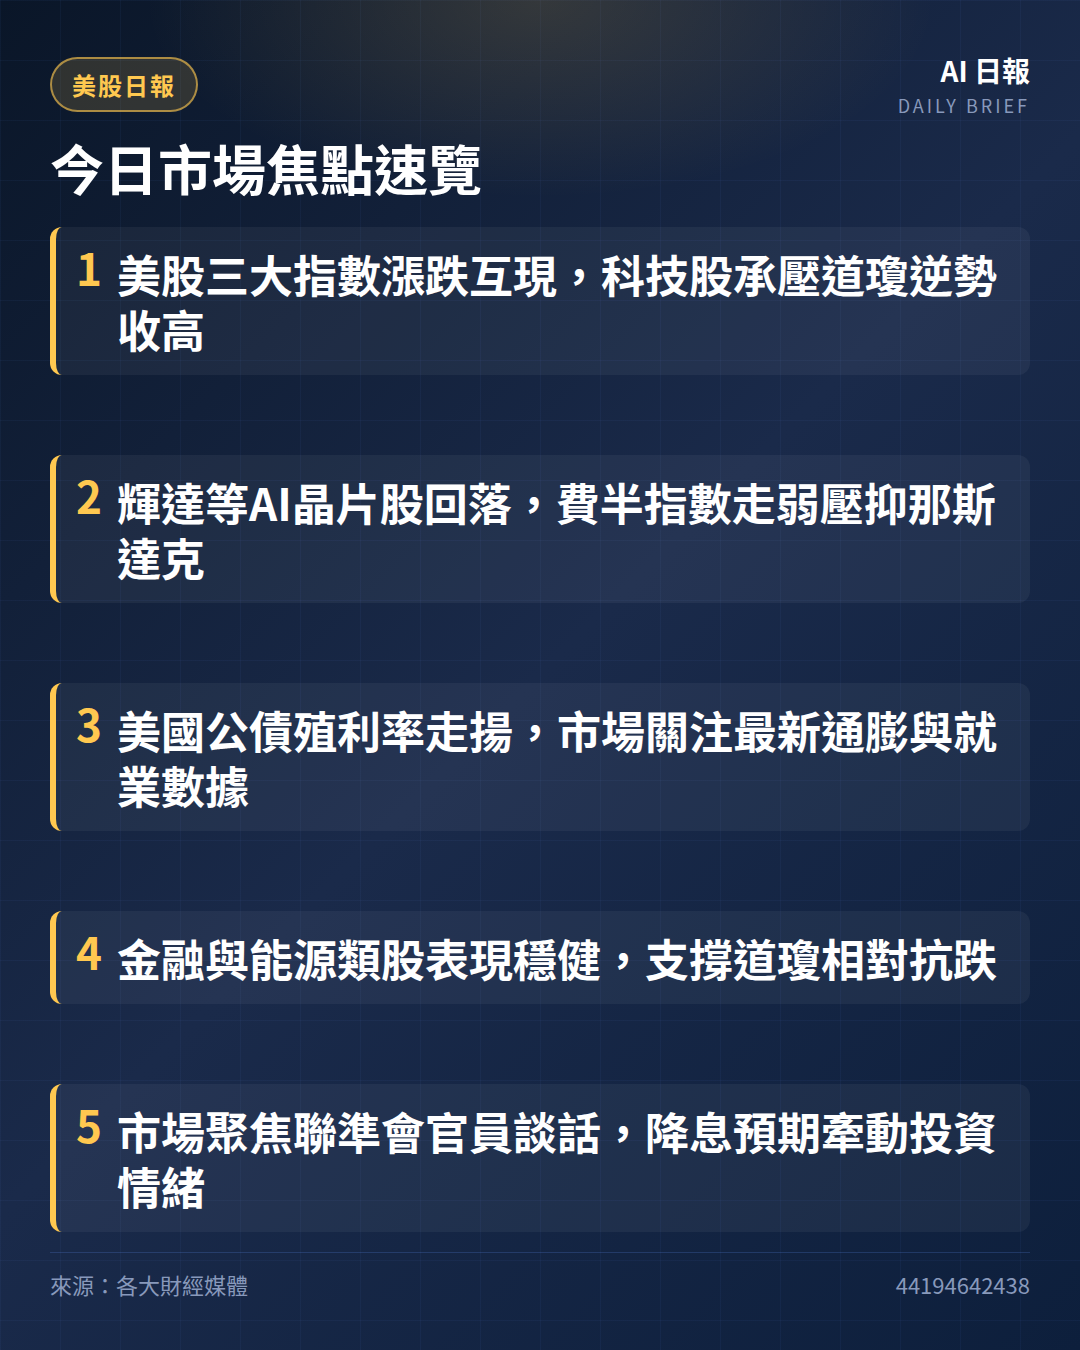 美股日報
AI 日報
DAILY BRIEF
今日市場焦點速覽
1 美股三大指數漲跌互現，科技股承壓道瓊逆勢
收高
2 輝達等AI晶片股回落，費半指數走弱壓抑那斯
達克
3 美國公債殖利率走揚，市場關注最新通膨與就
業數據
4 金融與能源類股表現穩健，支撐道瓊相對抗跌
5 市場聚焦聯準會官員談話，降息預期牽動投資
情緒
來源：各大財經媒體
44194642438